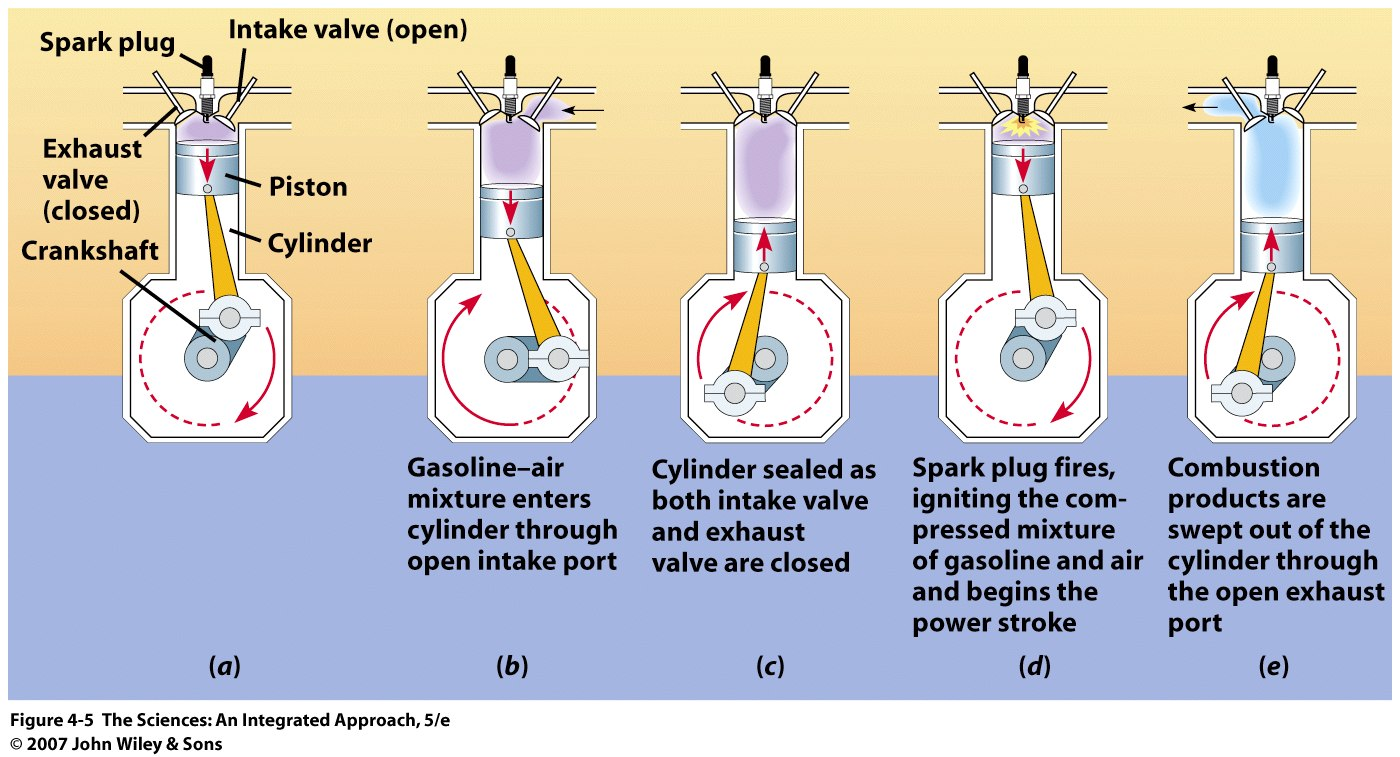 Spark plug
Intake valve (open)
Exhaust
valve
(closed)
Piston
Cylinder
Crankshaft
(a)
Gasoline–air
mixture enters
cylinder through
open intake port
(b)
Cylinder sealed as
both intake valve
and exhaust
valve are closed
(c)
Spark plug fires,
igniting the com-
pressed mixture
of gasoline and air
and begins the
power stroke
(d)
Combustion
products are
swept out of the
cylinder through
the open exhaust
port
(e)
Figure 4-5 The Sciences: An Integrated Approach, 5/e
© 2007 John Wiley & Sons